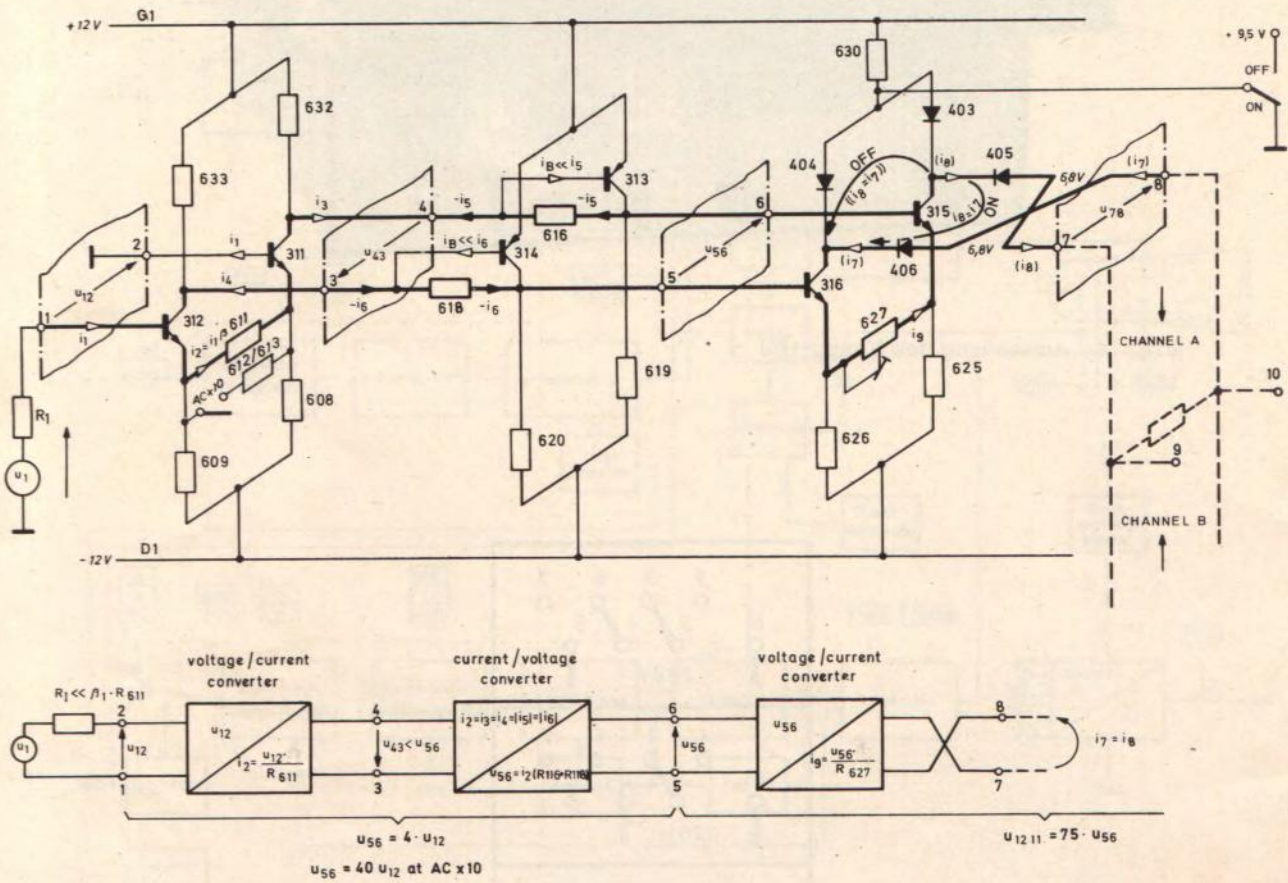 +12V G1
630
+ 9,5 V
OFF
ON
632
403
633
404
OFF
(i8)
405
(i7)
8
iB << i5
313
((i8=i7))
6,8V
i3
4
-i5
-i5
6
315
i8=i7
ON
u78
2
i1
311
u43
iB << i6
314
616
u56
6,8V
7
u12
i4
3
-i6
618
-i6
5
316
(i7)
406
(i8)
1
i1
312
i2=i1β
611
627
i9
CHANNEL A
612/613
ACx10
608
619
625
10
R1
609
620
626
9
u1
CHANNEL B
-12V D1
voltage/current
converter
current/voltage
converter
voltage/current
converter
R1 << β1 · R611
2
4
6
8
u1
u12
u12
i2 = u12 / R611
u43 < u56
i2=i3=i4=|i5|=|i6|
u56=i2(R116+R118)
u56
u56
i9 = u56 / R627
i7 = i8
1
3
5
7
u56 = 4 · u12
u12 11 = 75 · u56
u56 = 40 u12 at AC x10